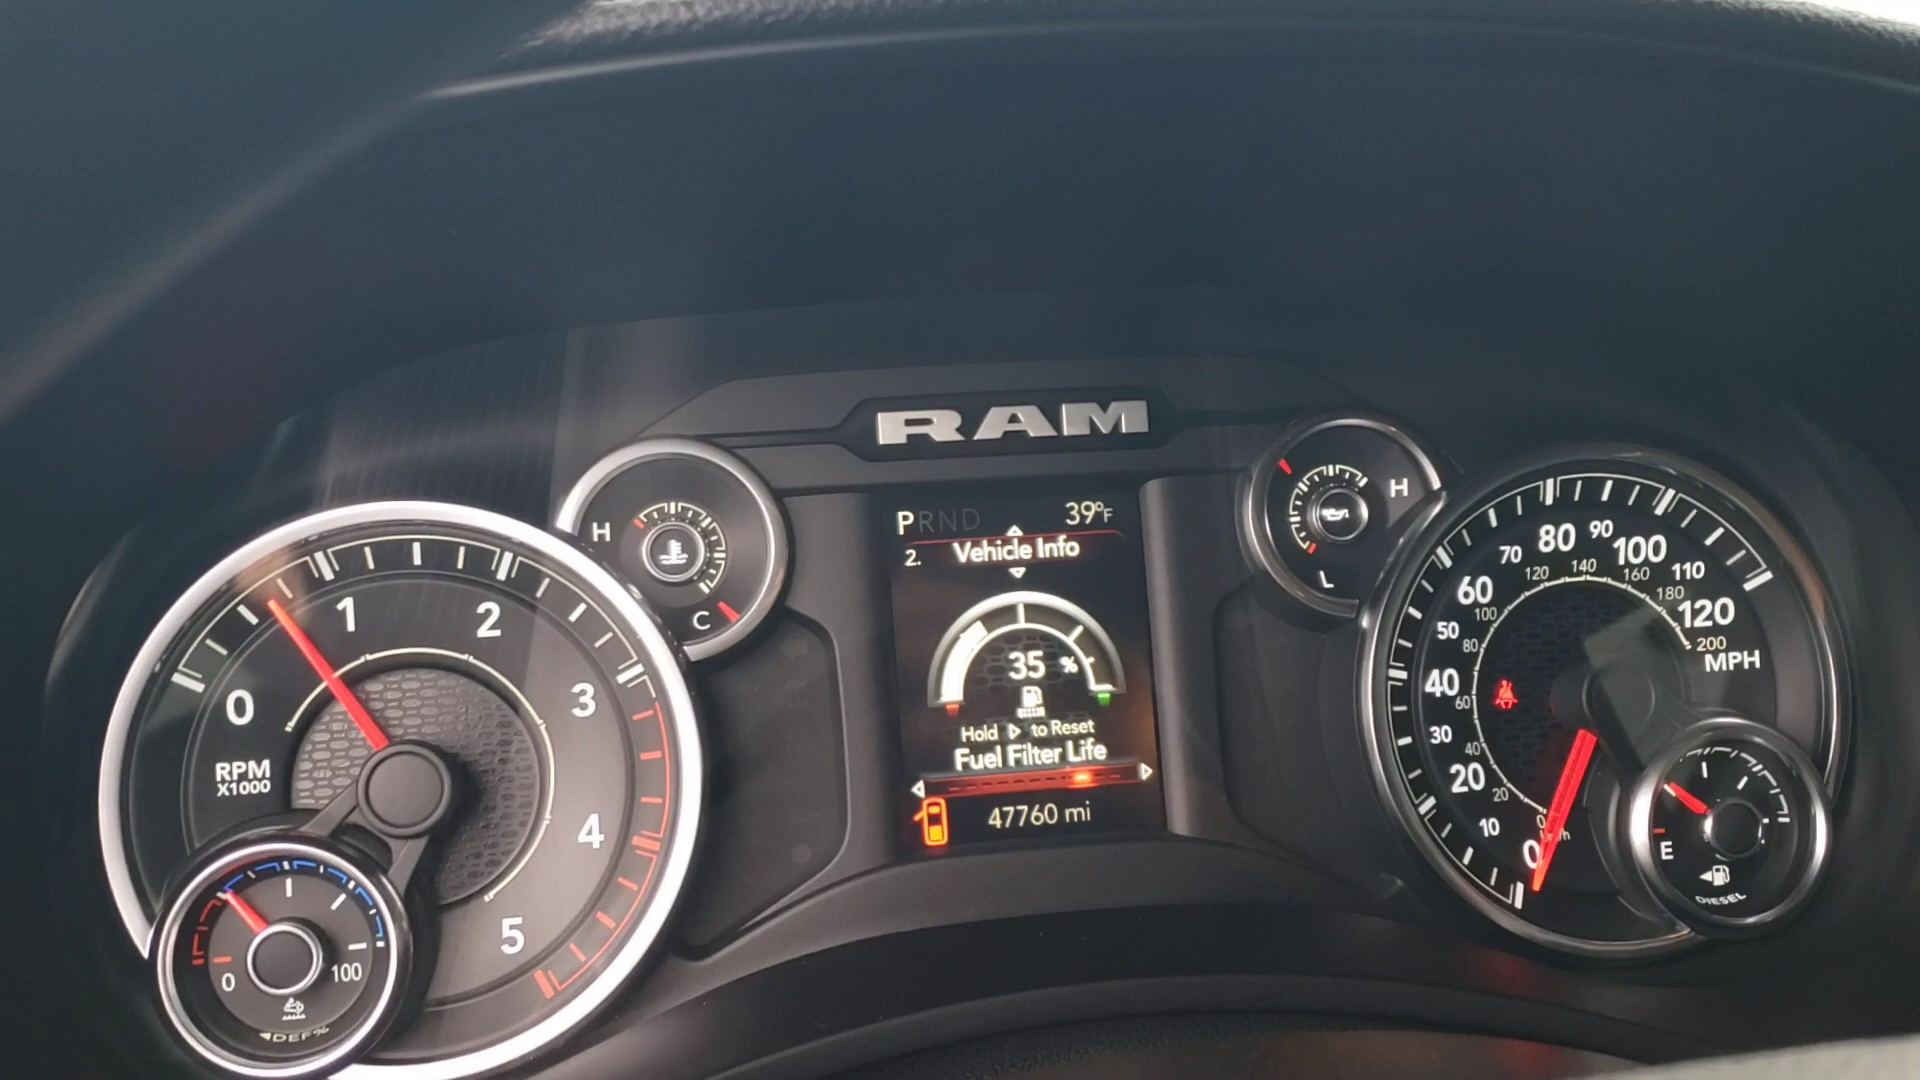 RAM
PRND 39°F
2. Vehicle Info
35 %
Hold ▷ to Reset
Fuel Filter Life
47760 mi
0 1 2 3 4 5
RPM
X1000
H
C
0 100
◄DEF%
H
L
0 10 20 30 40 50 60 70 80 90 100 110 120
MPH
20 40 60 80 100 120 140 160 180 200
E
DIESEL